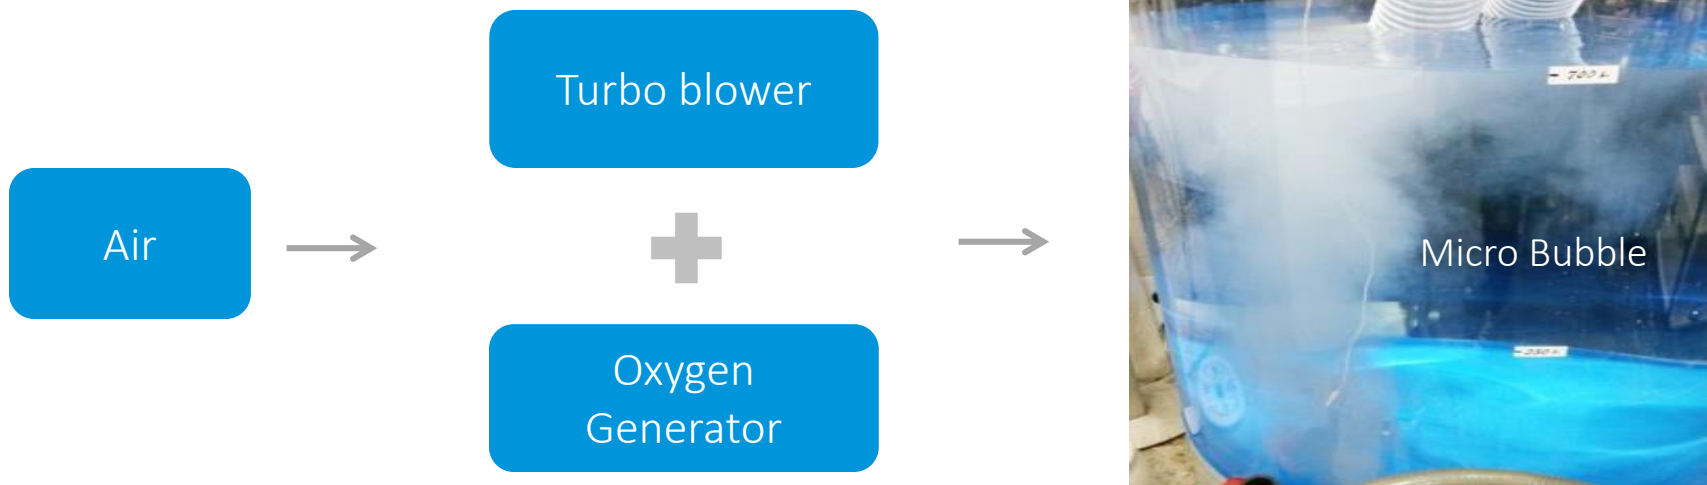 Air
Turbo blower
Oxygen
Generator
Micro Bubble